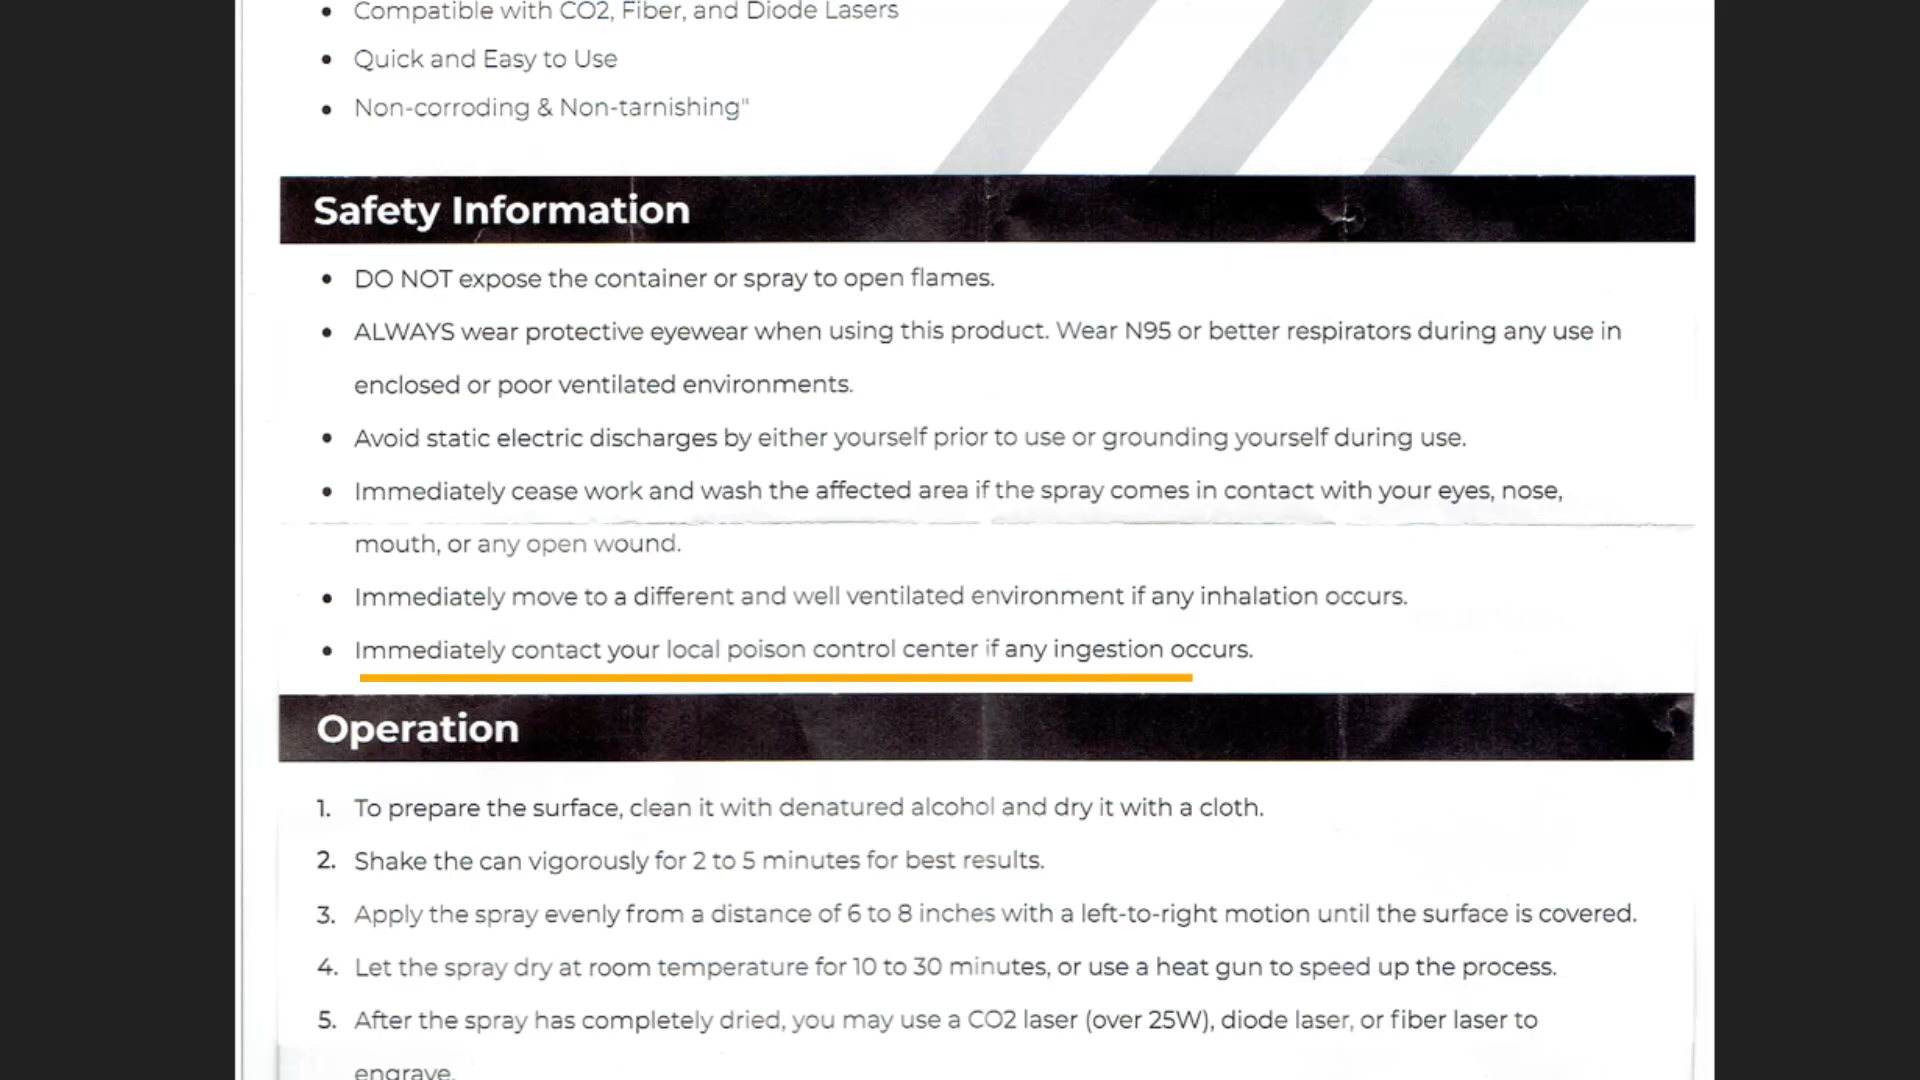 • Compatible with CO2, Fiber, and Diode Lasers
• Quick and Easy to Use
• Non-corroding & Non-tarnishing"
Safety Information
• DO NOT expose the container or spray to open flames.
• ALWAYS wear protective eyewear when using this product. Wear N95 or better respirators during any use in
enclosed or poor ventilated environments.
• Avoid static electric discharges by either yourself prior to use or grounding yourself during use.
• Immediately cease work and wash the affected area if the spray comes in contact with your eyes, nose,
mouth, or any open wound.
• Immediately move to a different and well ventilated environment if any inhalation occurs.
• Immediately contact your local poison control center if any ingestion occurs.
Operation
1. To prepare the surface, clean it with denatured alcohol and dry it with a cloth.
2. Shake the can vigorously for 2 to 5 minutes for best results.
3. Apply the spray evenly from a distance of 6 to 8 inches with a left-to-right motion until the surface is covered.
4. Let the spray dry at room temperature for 10 to 30 minutes, or use a heat gun to speed up the process.
5. After the spray has completely dried, you may use a CO2 laser (over 25W), diode laser, or fiber laser to
engrave.